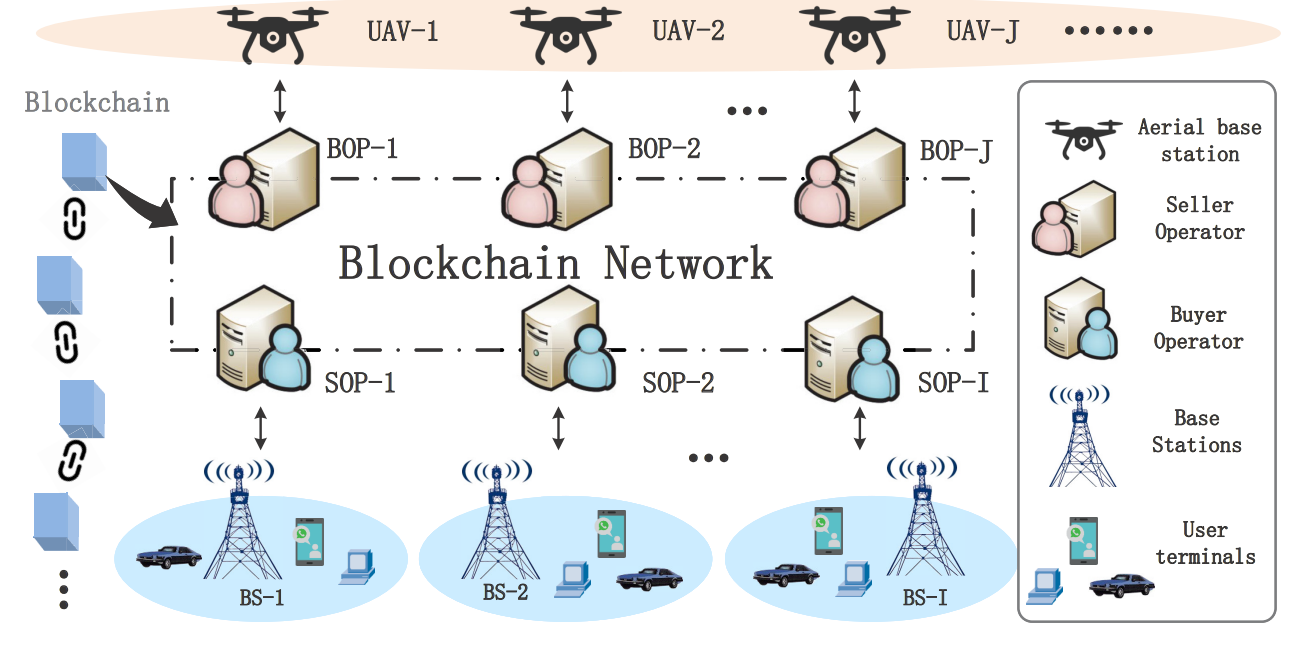 UAV-1
UAV-2
UAV-J
Blockchain
BOP-1
BOP-2
BOP-J
Blockchain Network
SOP-1
SOP-2
SOP-I
BS-1
BS-2
BS-I
Aerial base
station
Seller
Operator
Buyer
Operator
Base
Stations
User
terminals